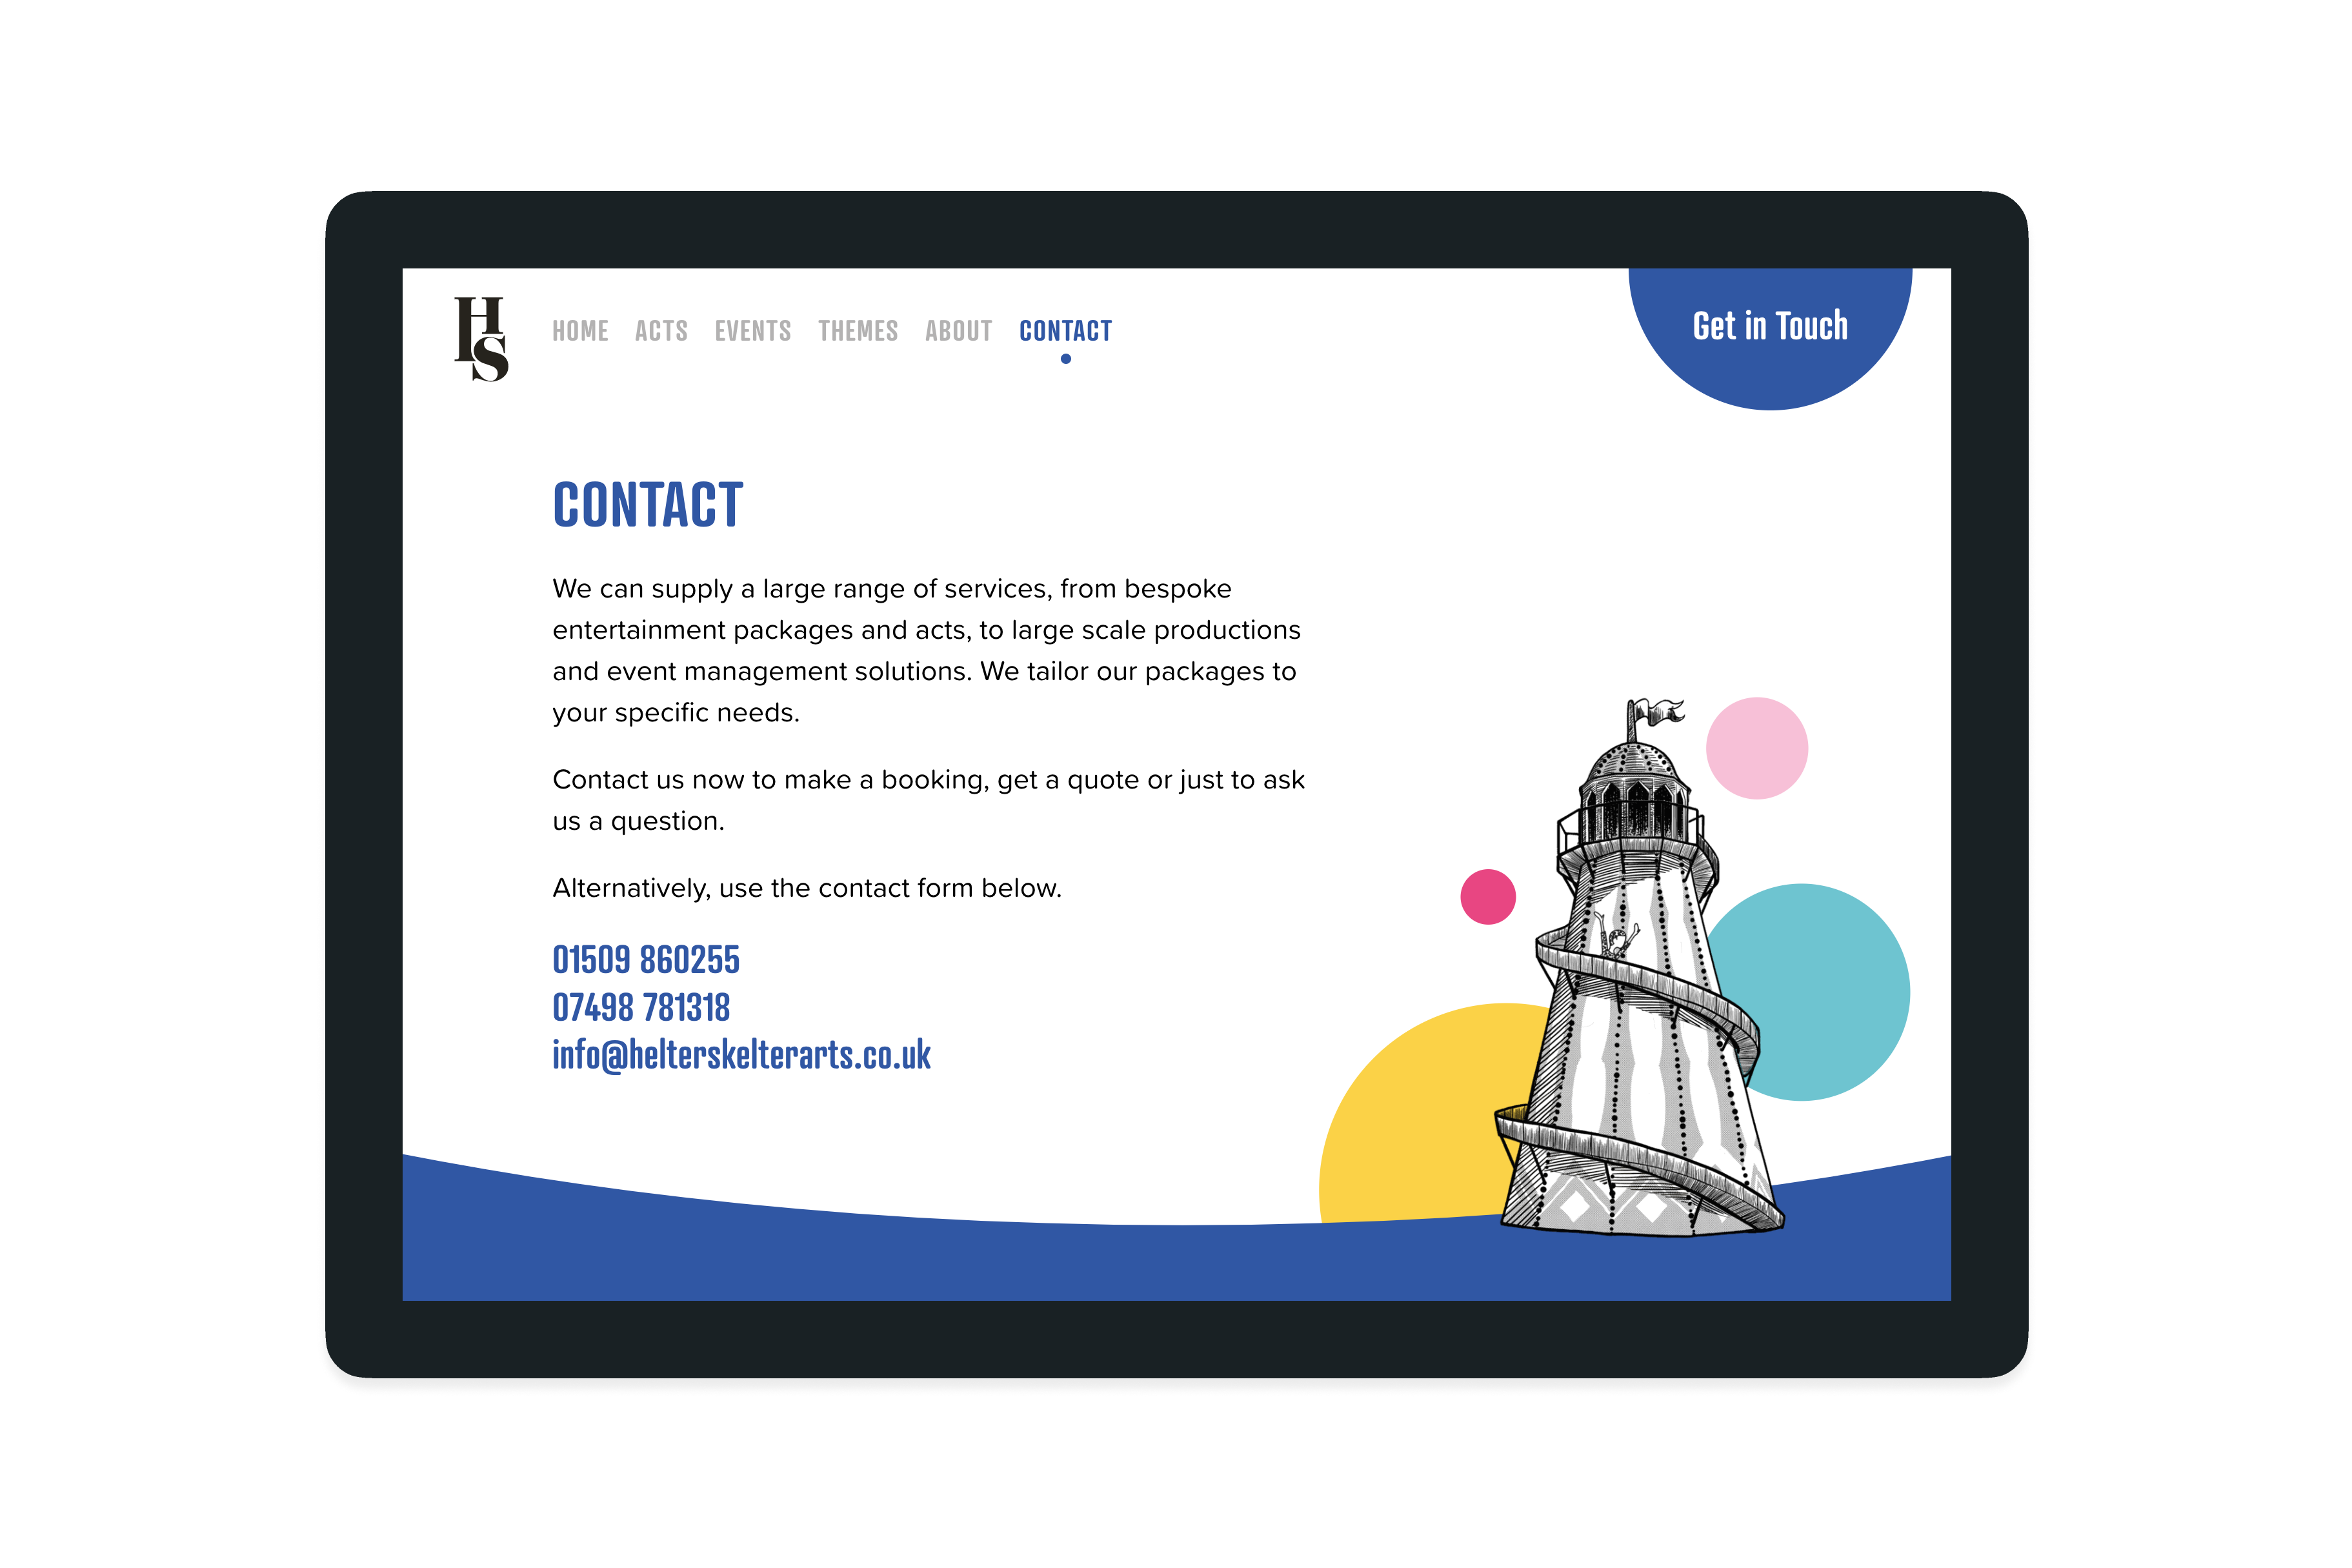 HS
HOME ACTS EVENTS THEMES ABOUT CONTACT
Get in Touch
CONTACT
We can supply a large range of services, from bespoke
entertainment packages and acts, to large scale productions
and event management solutions. We tailor our packages to
your specific needs.
Contact us now to make a booking, get a quote or just to ask
us a question.
Alternatively, use the contact form below.
01509 860255
07498 781318
info@helterskelterarts.co.uk